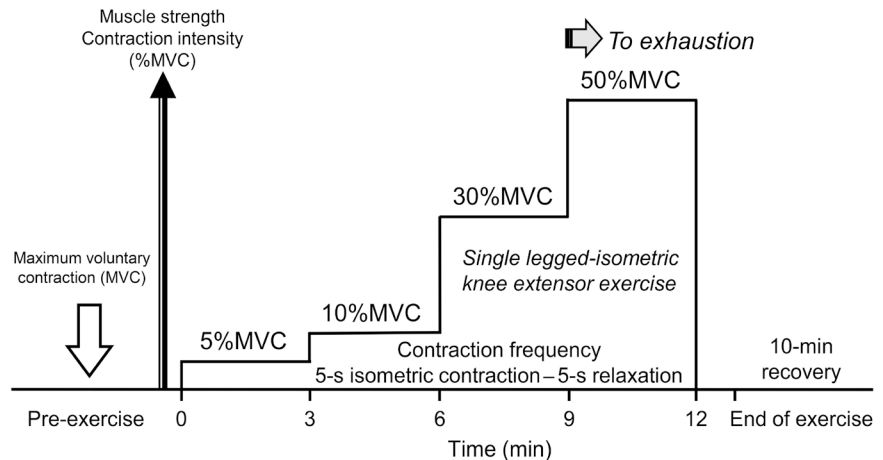 Muscle strength
Contraction intensity
(%MVC)
To exhaustion
50%MVC
30%MVC
Maximum voluntary
contraction (MVC)
Single legged-isometric
knee extensor exercise
10%MVC
5%MVC
Contraction frequency
5-s isometric contraction–5-s relaxation
10-min
recovery
Pre-exercise 0 3 6 9 12 End of exercise
Time (min)